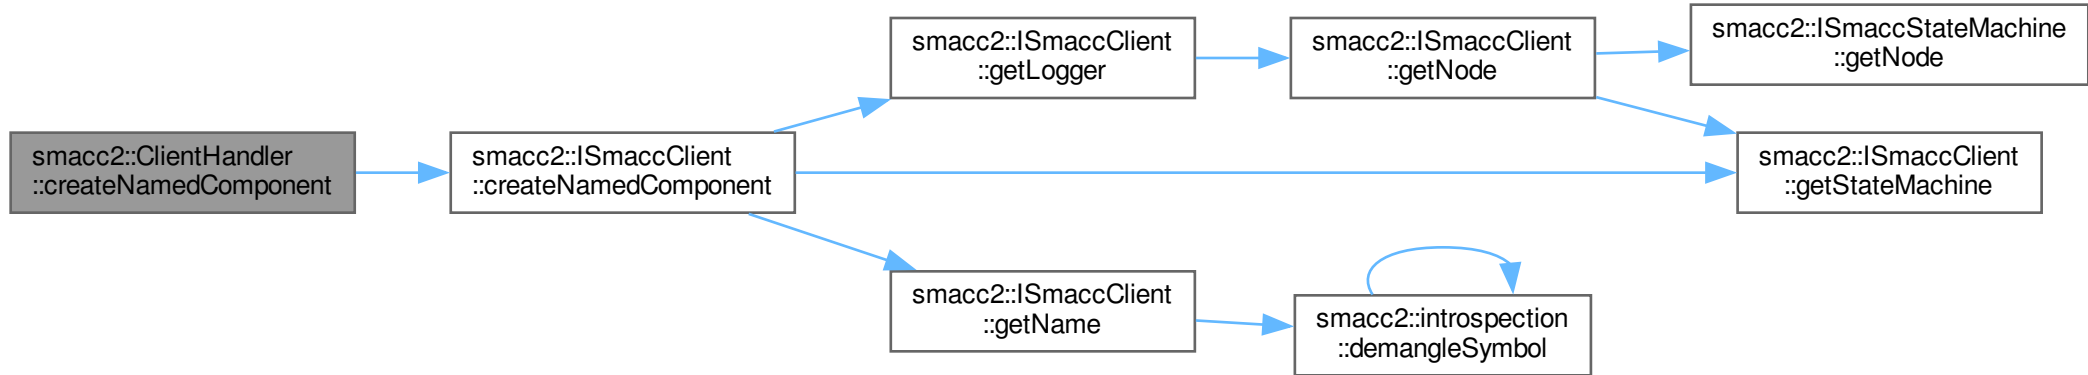 smacc2::ClientHandler
::createNamedComponent
smacc2::ISmaccClient
::createNamedComponent
smacc2::ISmaccClient
::getLogger
smacc2::ISmaccClient
::getNode
smacc2::ISmaccStateMachine
::getNode
smacc2::ISmaccClient
::getStateMachine
smacc2::ISmaccClient
::getName
smacc2::introspection
::demangleSymbol